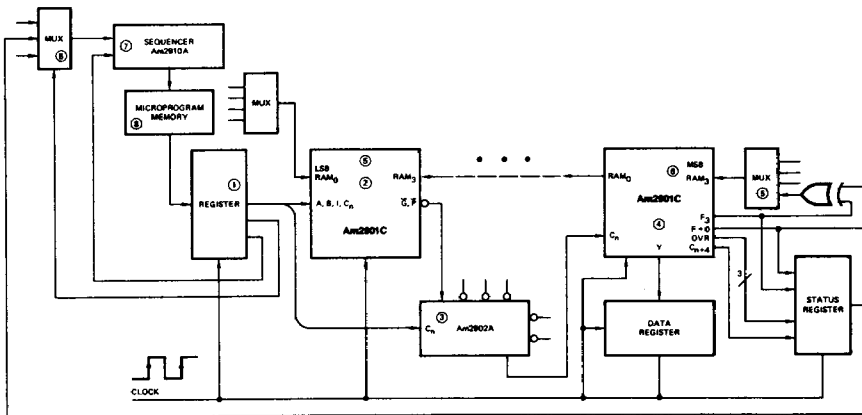 MUX
6
7
SEQUENCER
Am2910A
MICROPROGRAM
MEMORY
8
MUX
1
REGISTER
5
LSB
RAM0
2
RAM3
A, B, I, Cn
G, P
Am2901C
• • •
6
MSB
RAM0
RAM3
Am2901C
4
Cn
F3
F = 0
OVR
Cn+4
Y
MUX
5
3
Cn
Am2902A
DATA
REGISTER
3
STATUS
REGISTER
CLOCK